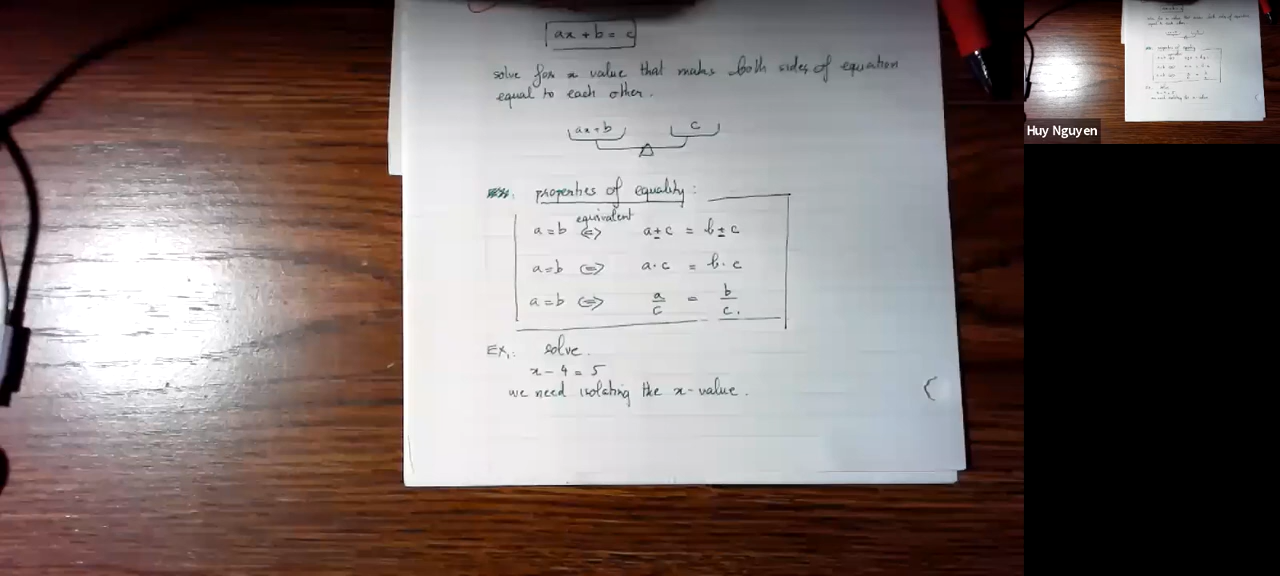 ax + b = c
solve for x value that makes both sides of equation
equal to each other.
ax + b c
properties of equality :
equivalent
a = b <=> a ± c = b ± c
a = b <=> a · c = b · c
a = b <=> a/c = b/c.
EX1: solve.
x - 4 = 5
we need isolating the x-value.
Huy Nguyen